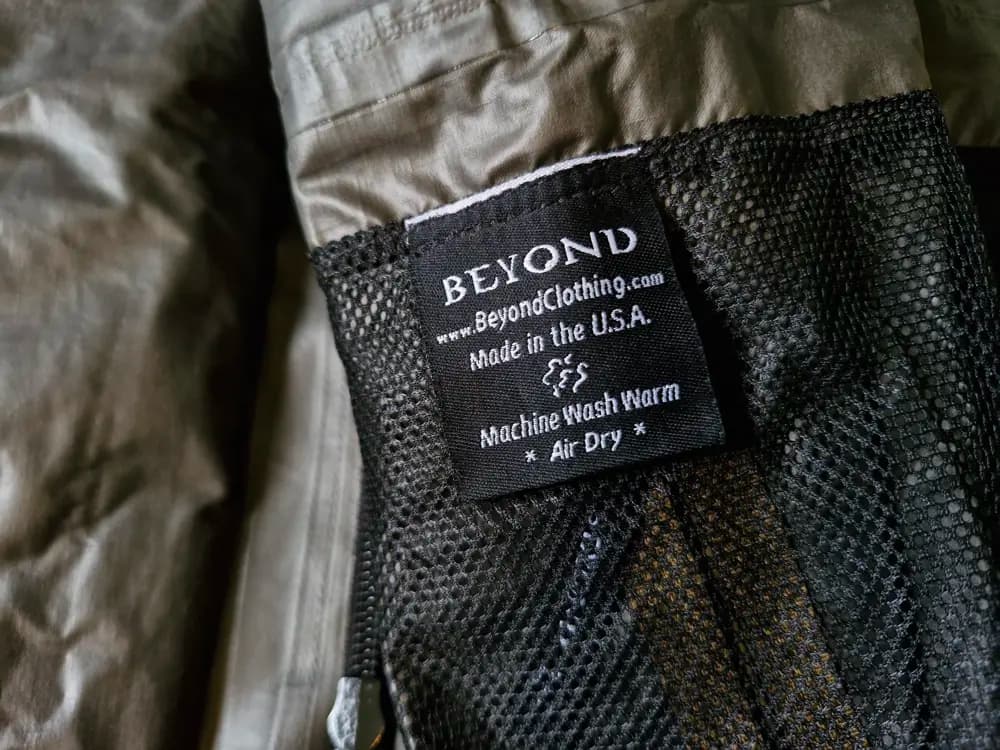 BEYOND
www.BeyondClothing.com
Made in the U.S.A.
Machine Wash Warm
* Air Dry *